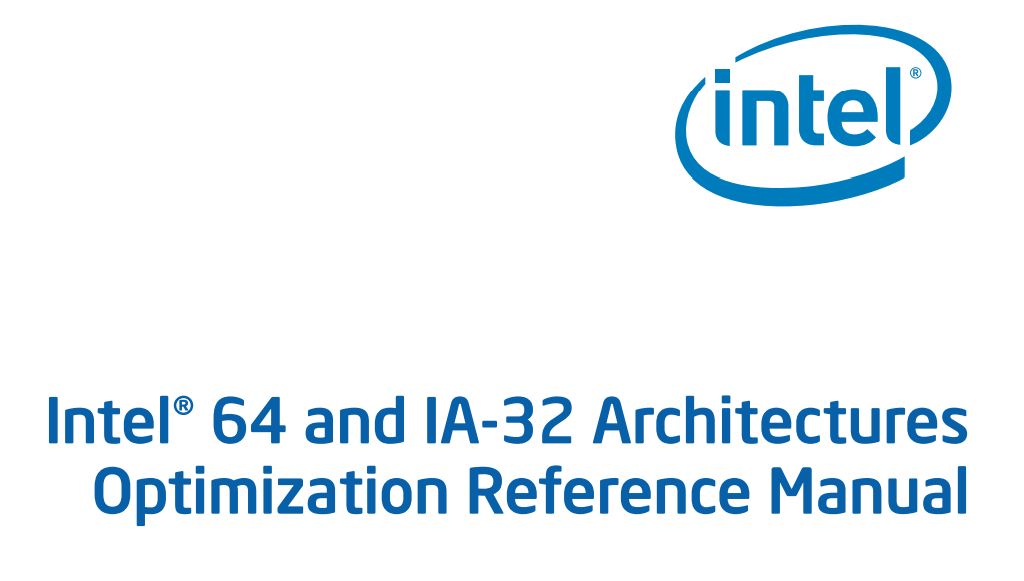 intel®
Intel® 64 and IA-32 Architectures
Optimization Reference Manual